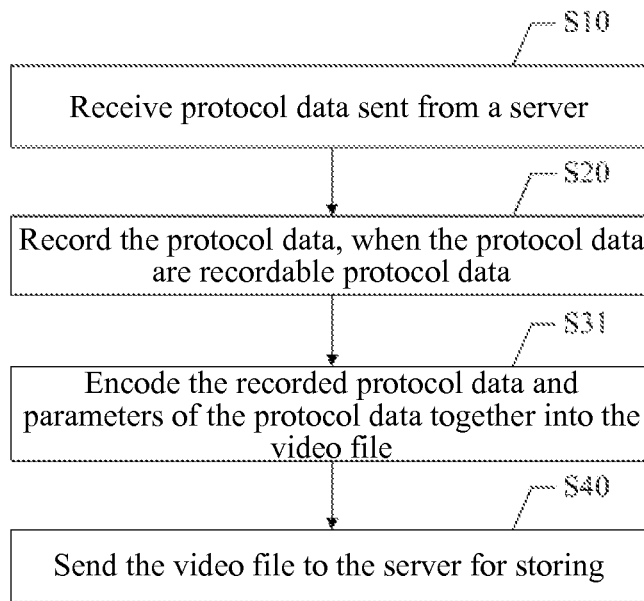 S10
Receive protocol data sent from a server
S20
Record the protocol data, when the protocol data
are recordable protocol data
S31
Encode the recorded protocol data and
parameters of the protocol data together into the
video file
S40
Send the video file to the server for storing